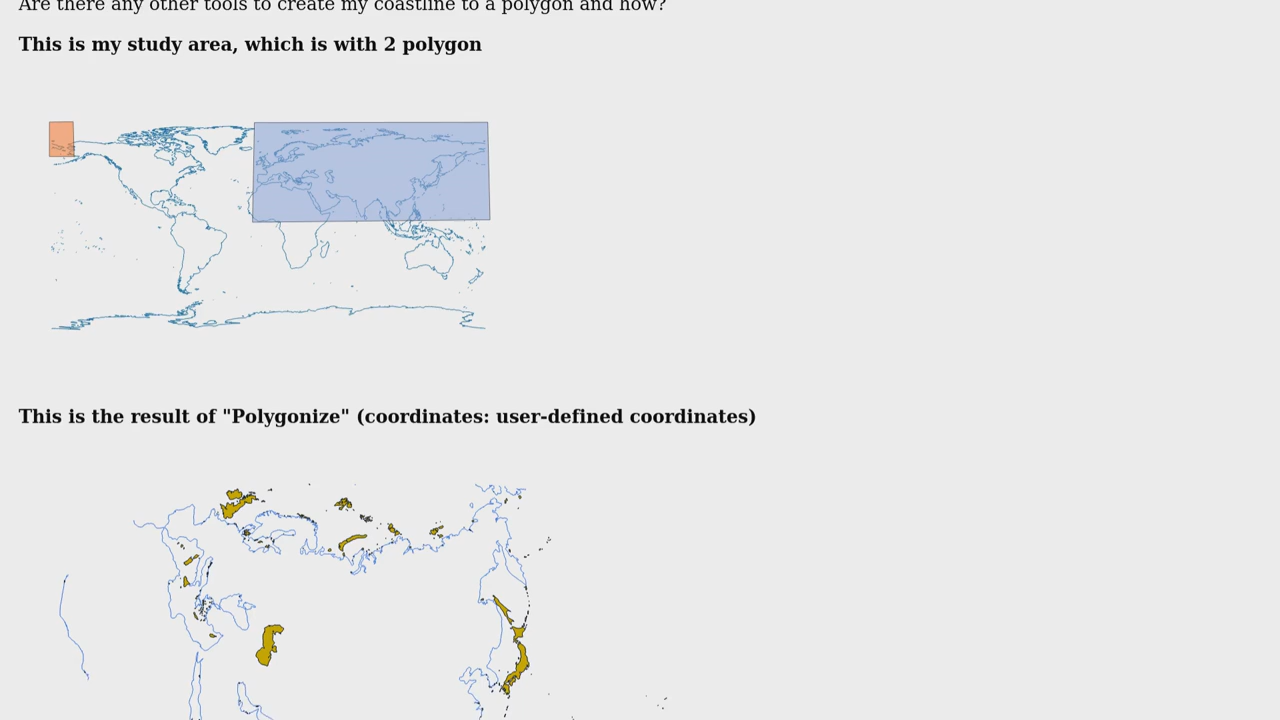 Are there any other tools to create my coastline to a polygon and how?
This is my study area, which is with 2 polygon
This is the result of "Polygonize" (coordinates: user-defined coordinates)